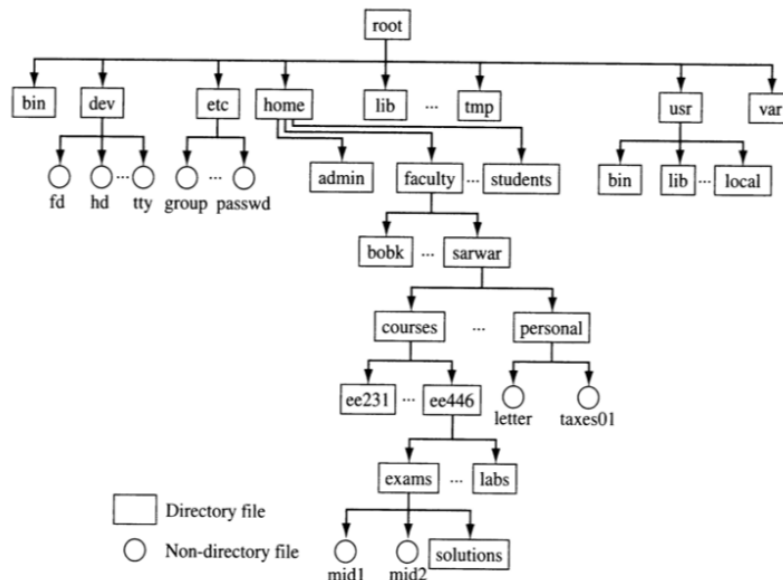 root
bin dev etc home lib ... tmp usr var
fd hd ... tty group ... passwd admin faculty ... students bin lib ... local
bobk ... sarwar
courses ... personal
ee231 ... ee446 letter taxes01
exams ... labs
Directory file
Non-directory file
mid1 mid2 solutions